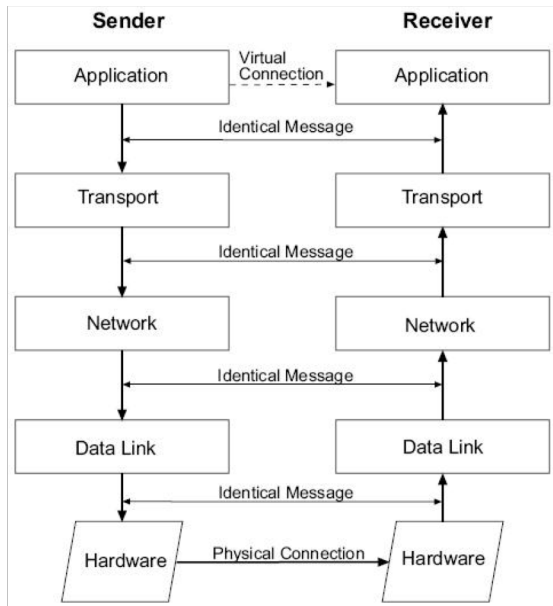 Sender Receiver
Virtual
Connection
Application Application
Identical Message
Transport Transport
Identical Message
Network Network
Identical Message
Data Link Data Link
Identical Message
Hardware Physical Connection Hardware